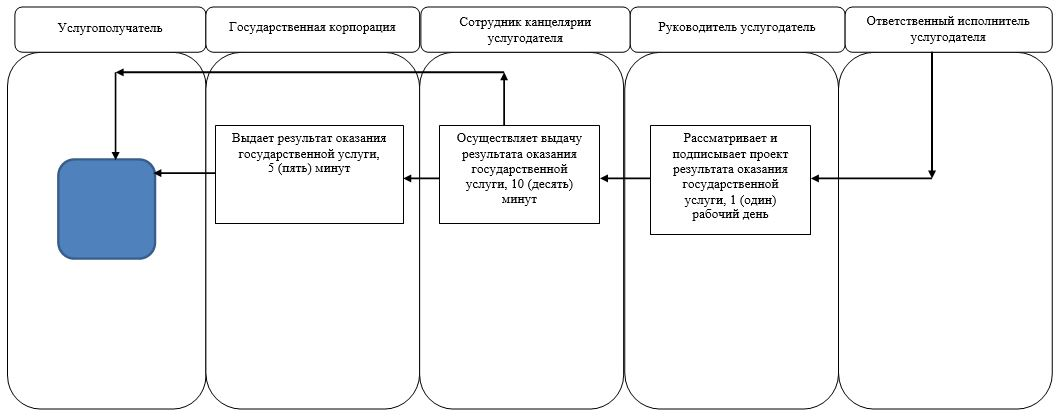 Услугополучатель
Государственная корпорация
Сотрудник канцелярии
услугодателя
Руководитель услугодатель
Ответственный исполнитель
услугодателя
Выдает результат оказания
государственной услуги,
5 (пять) минут
Осуществляет выдачу
результата оказания
государственной
услуги, 10 (десять)
минут
Рассматривает и
подписывает проект
результата оказания
государственной
услуги, 1 (один)
рабочий день